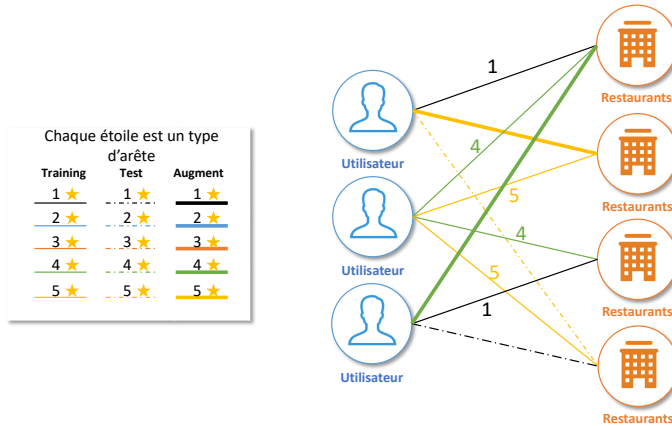 Chaque étoile est un type
d'arête
Training Test Augment
1 1 1
2 2 2
3 3 3
4 4 4
5 5 5
1
Restaurants
Utilisateur
4
Restaurants
5
4
Utilisateur
5
1
Restaurants
Utilisateur
Restaurants